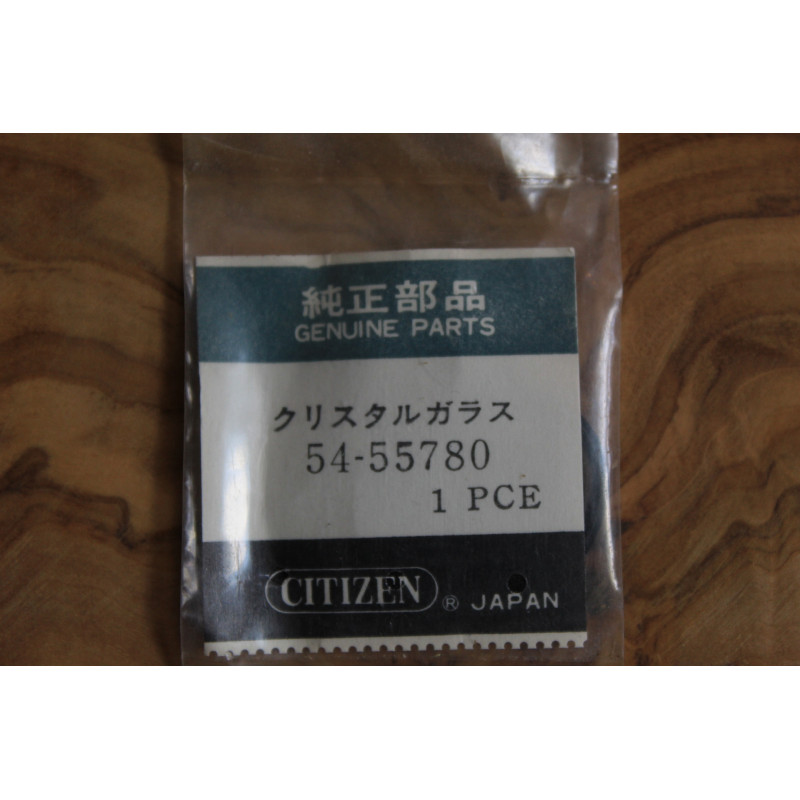 純正部品
GENUINE PARTS
クリスタルガラス
54-55780
1 PCE
CITIZEN ® JAPAN